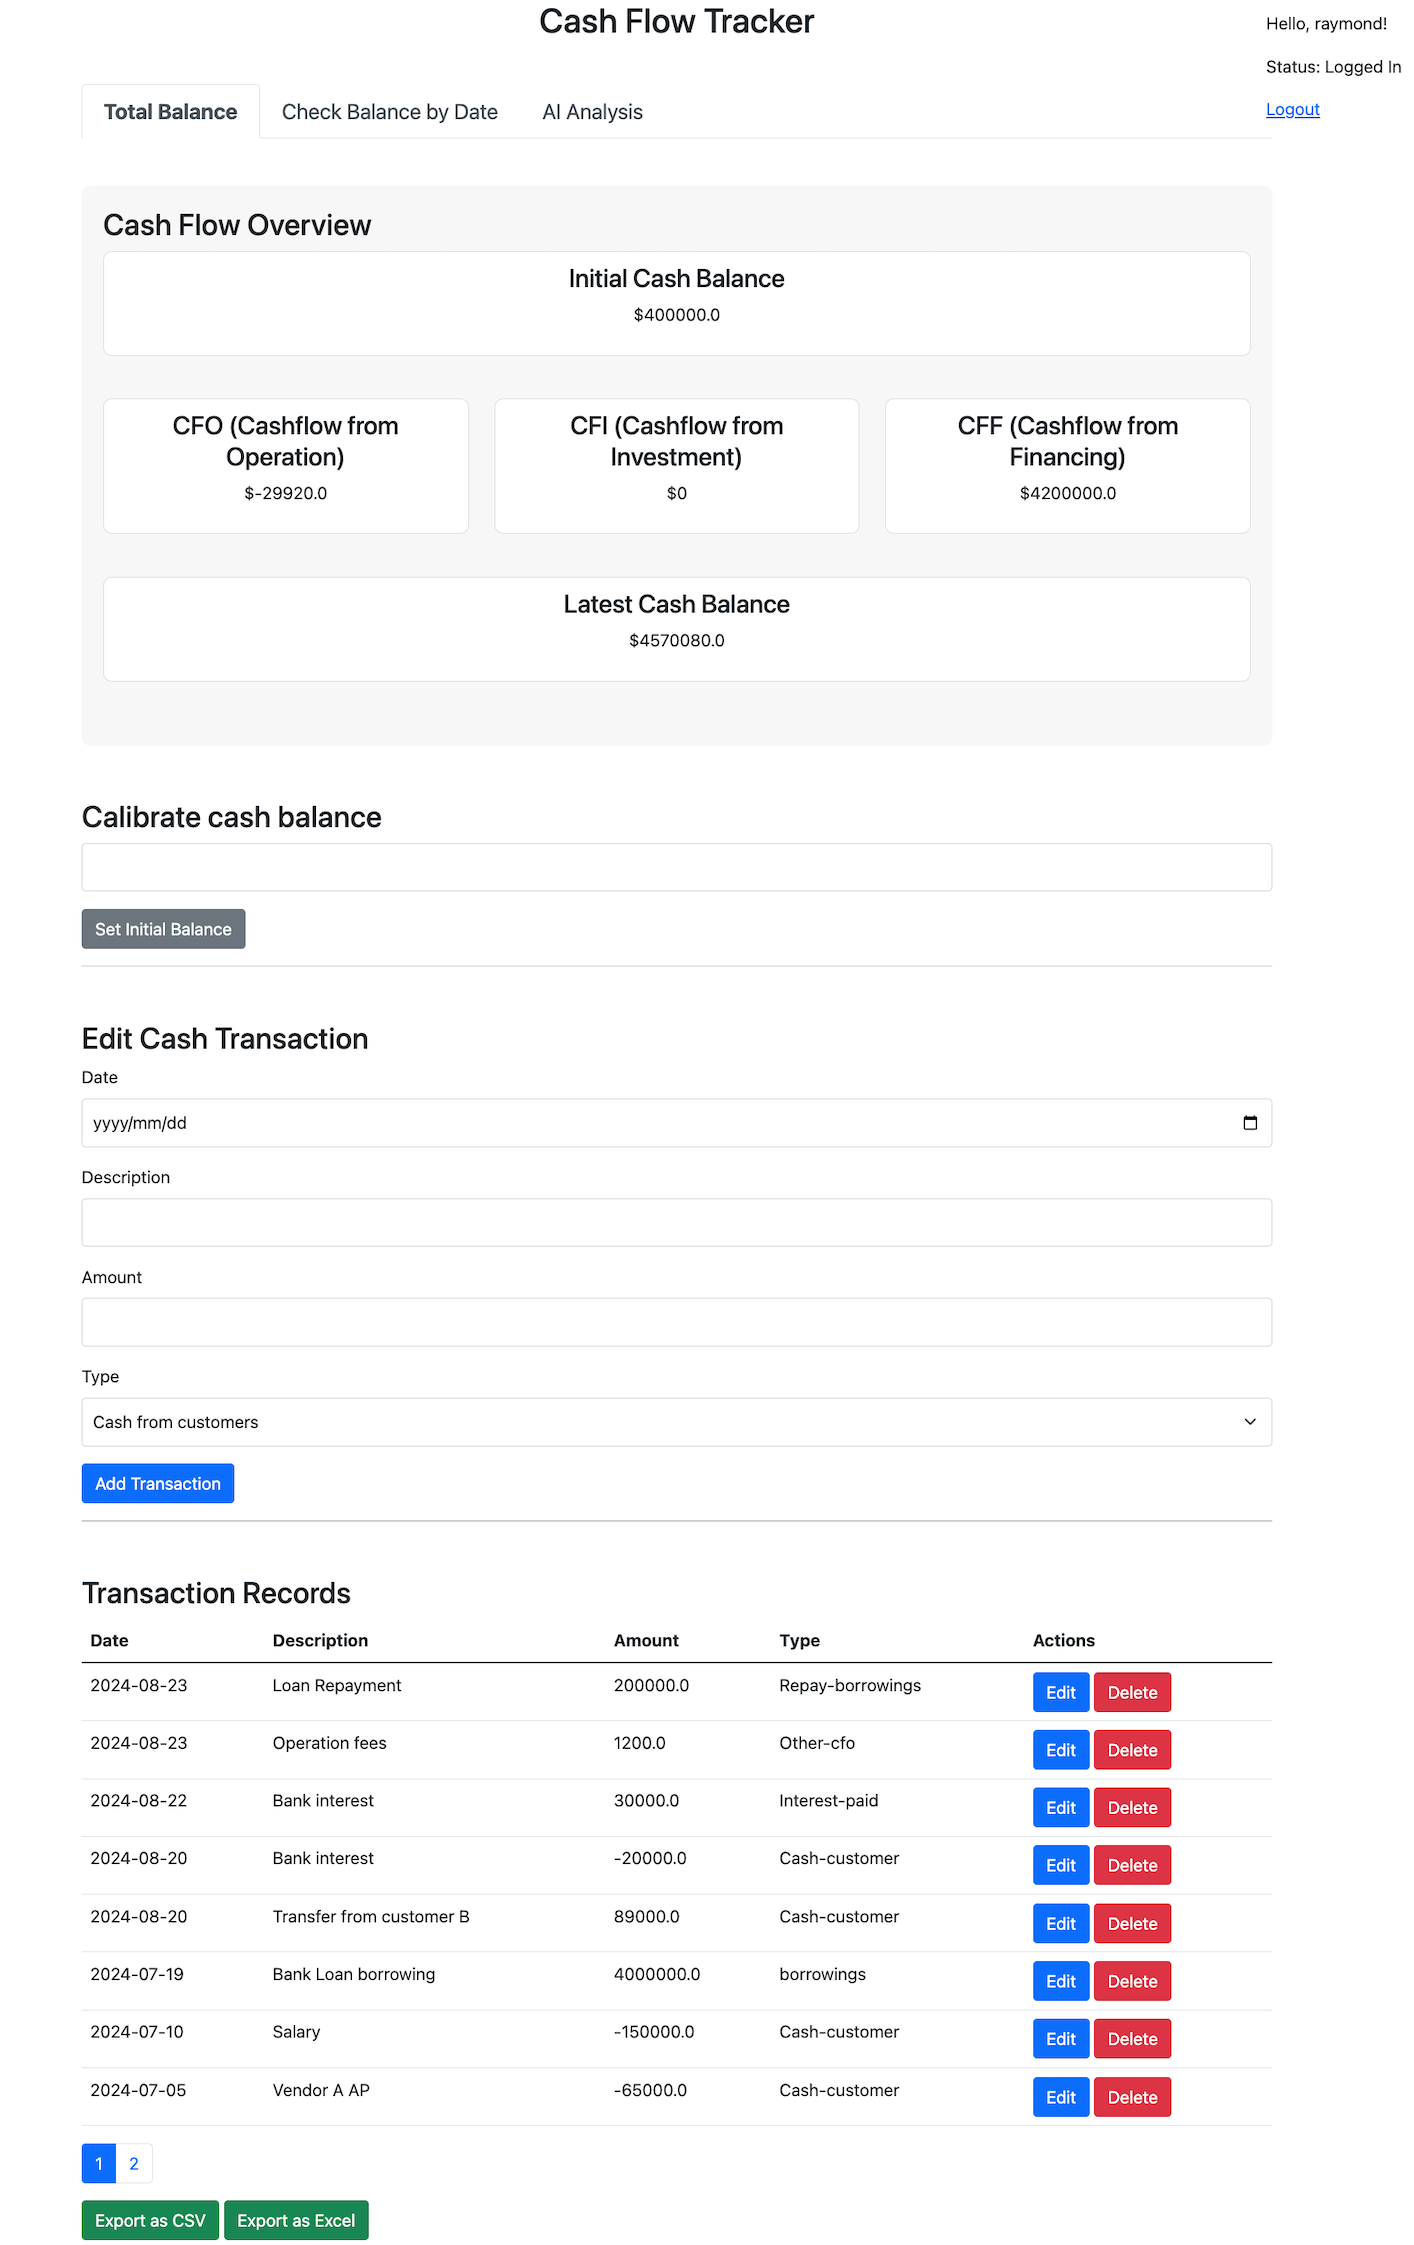 Cash Flow Tracker
Hello, raymond!
Status: Logged In
Logout
Total Balance Check Balance by Date AI Analysis
Cash Flow Overview
Initial Cash Balance
$400000.0
CFO (Cashflow from
Operation)
$-29920.0
CFI (Cashflow from
Investment)
$0
CFF (Cashflow from
Financing)
$4200000.0
Latest Cash Balance
$4570080.0
Calibrate cash balance
Set Initial Balance
Edit Cash Transaction
Date
yyyy/mm/dd
Description
Amount
Type
Cash from customers
Add Transaction
Transaction Records
Date Description Amount Type Actions
2024-08-23 Loan Repayment 200000.0 Repay-borrowings Edit Delete
2024-08-23 Operation fees 1200.0 Other-cfo Edit Delete
2024-08-22 Bank interest 30000.0 Interest-paid Edit Delete
2024-08-20 Bank interest -20000.0 Cash-customer Edit Delete
2024-08-20 Transfer from customer B 89000.0 Cash-customer Edit Delete
2024-07-19 Bank Loan borrowing 4000000.0 borrowings Edit Delete
2024-07-10 Salary -150000.0 Cash-customer Edit Delete
2024-07-05 Vendor A AP -65000.0 Cash-customer Edit Delete
1 2
Export as CSV Export as Excel